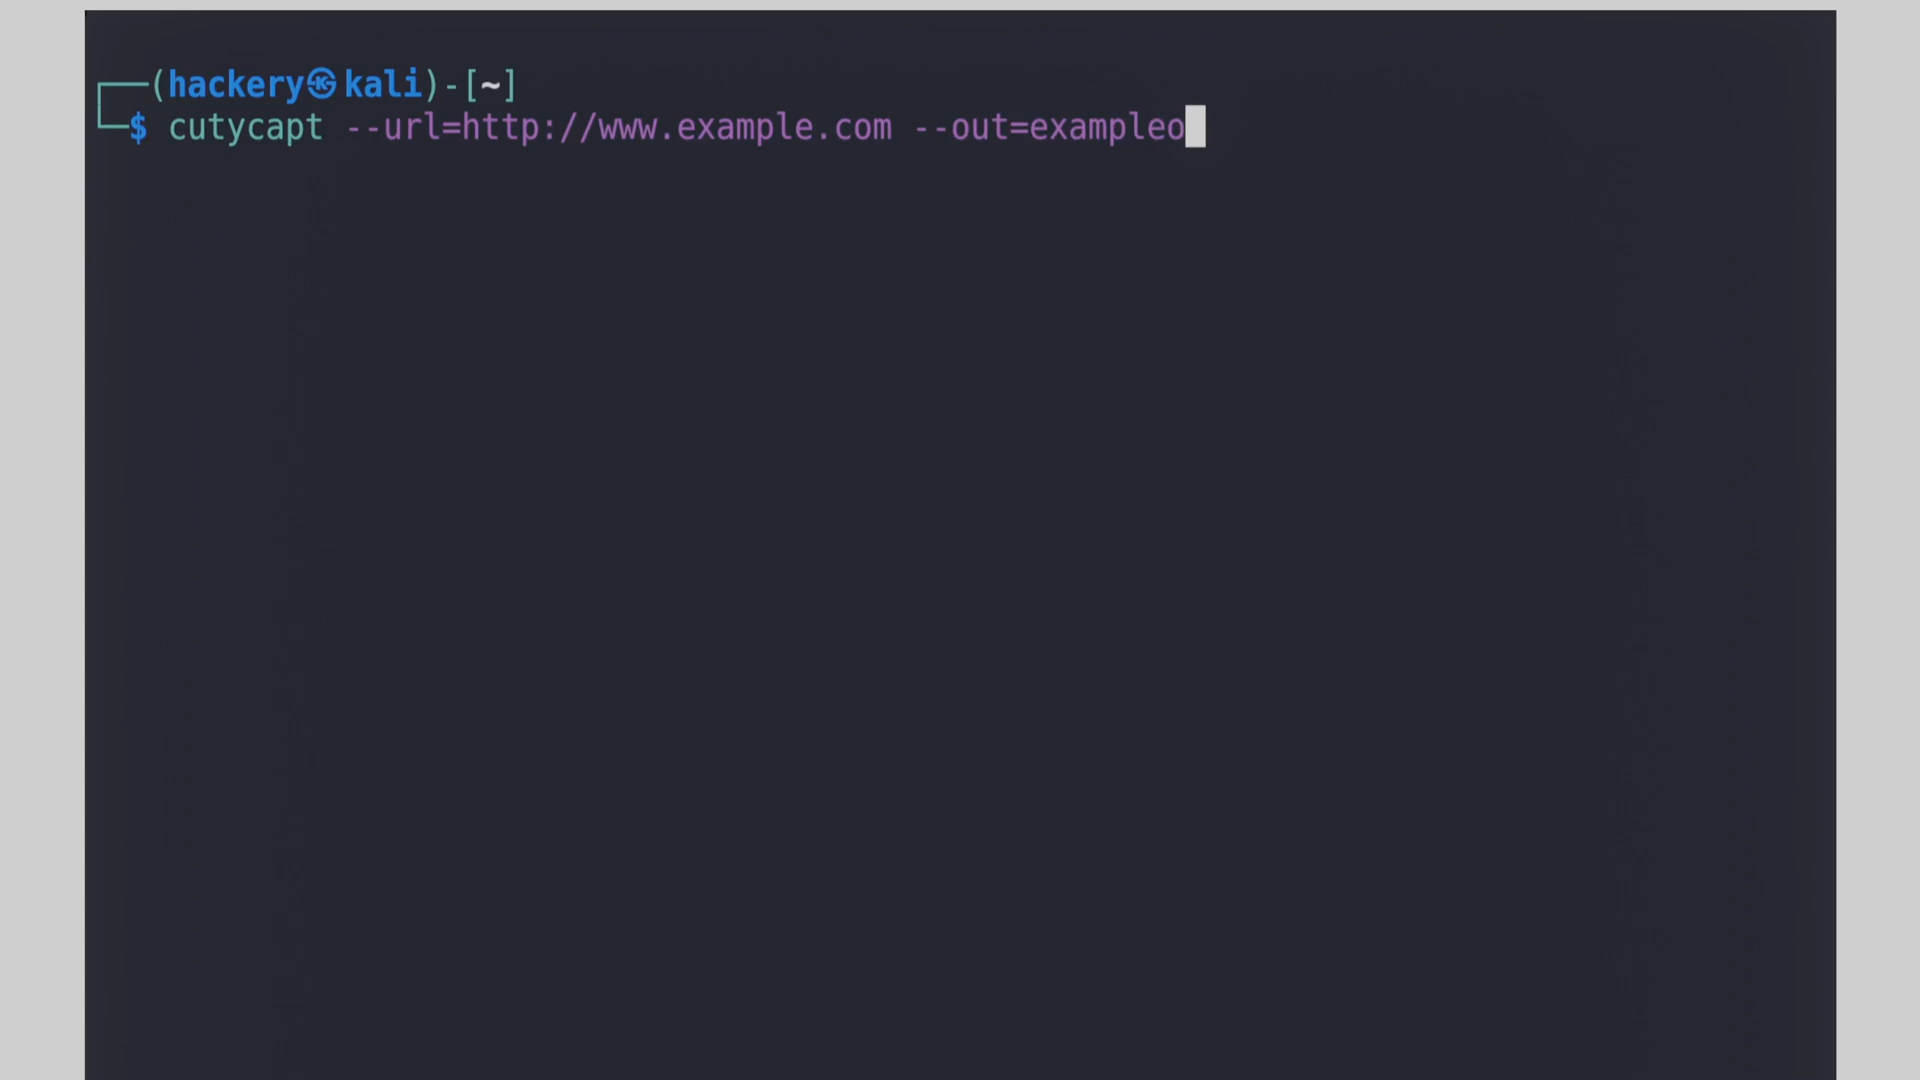 ┌──(hackery㉿kali)-[~]
└─$ cutycapt --url=http://www.example.com --out=exampleo